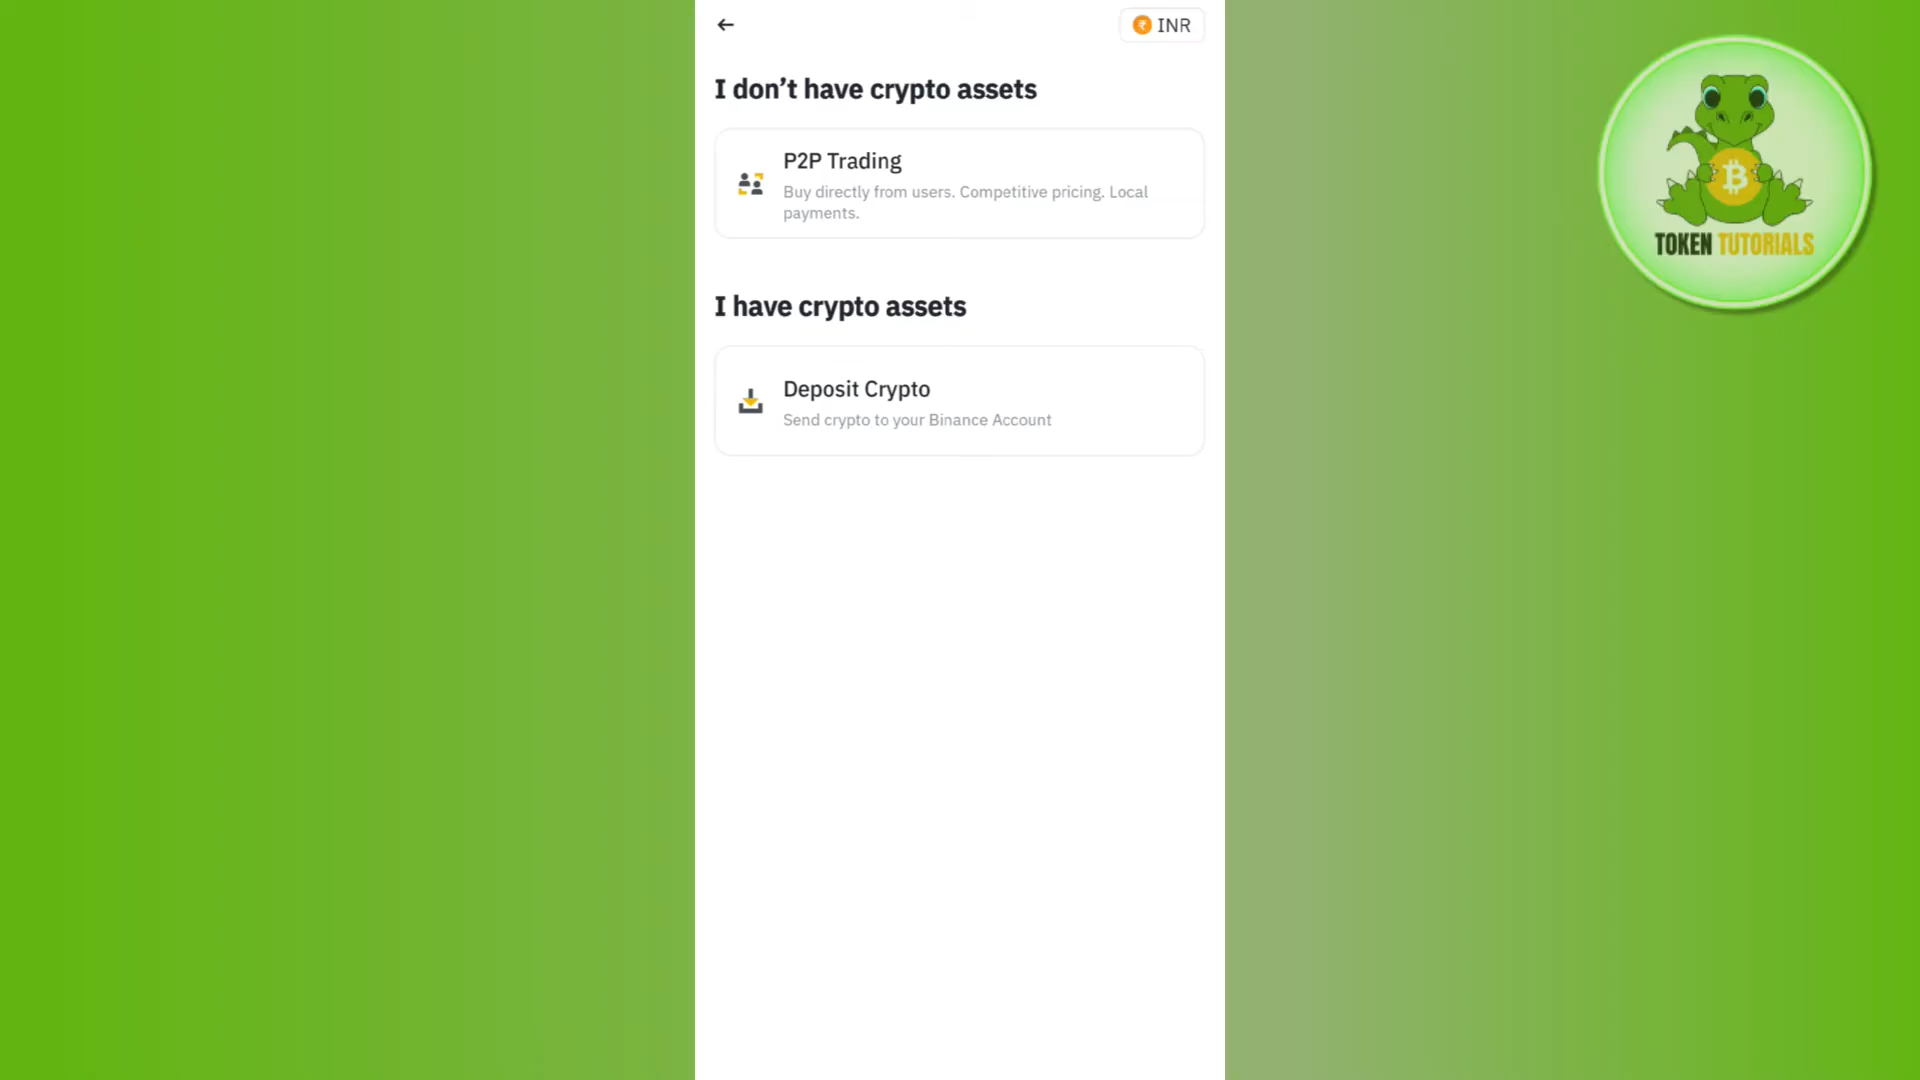 INR
I don’t have crypto assets
P2P Trading
Buy directly from users. Competitive pricing. Local
payments.
I have crypto assets
Deposit Crypto
Send crypto to your Binance Account
TOKEN TUTORIALS